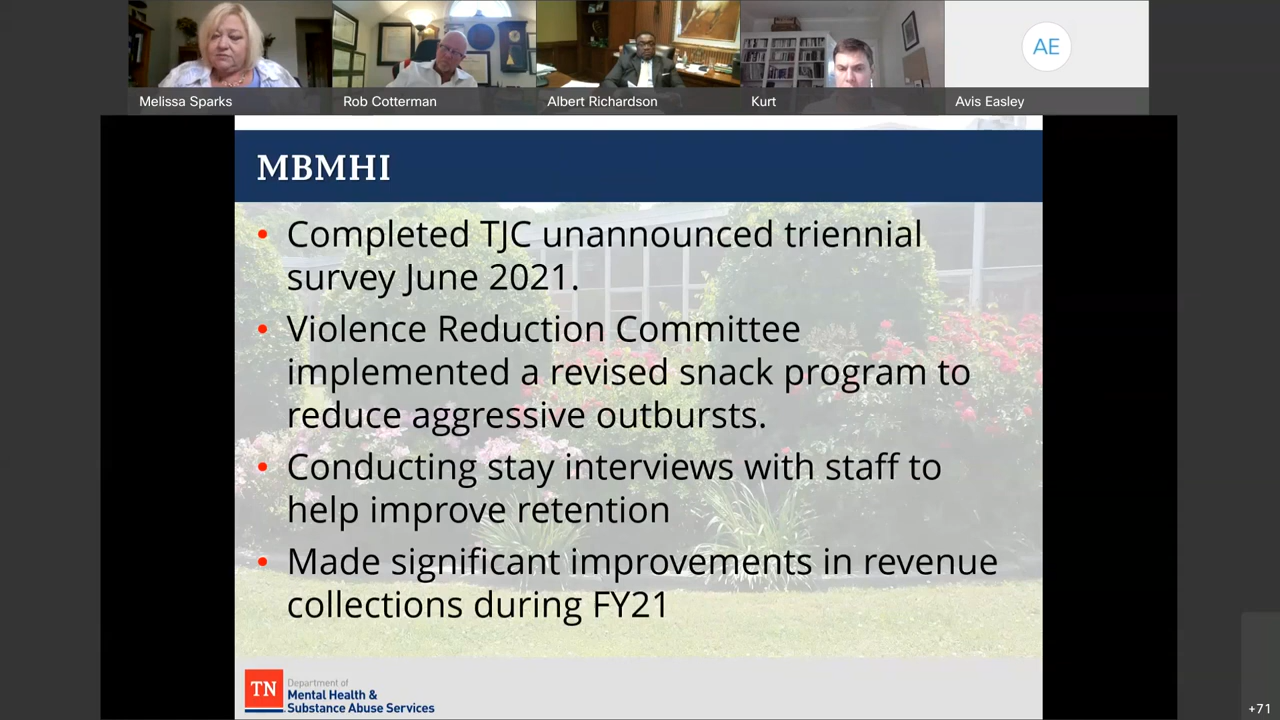 AE
Melissa Sparks
Rob Cotterman
Albert Richardson
Kurt
Avis Easley
MBMHI
• Completed TJC unannounced triennial
survey June 2021.
• Violence Reduction Committee
implemented a revised snack program to
reduce aggressive outbursts.
• Conducting stay interviews with staff to
help improve retention
• Made significant improvements in revenue
collections during FY21
TN
Department of
Mental Health &
Substance Abuse Services
+71